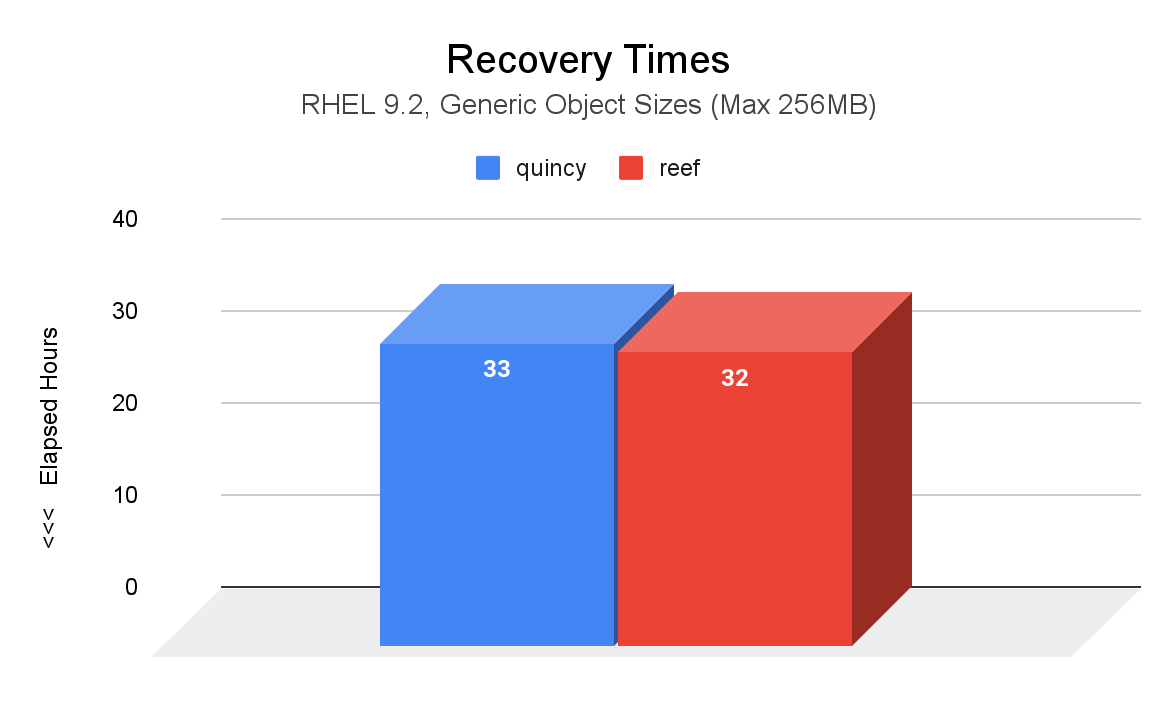 Recovery Times
RHEL 9.2, Generic Object Sizes (Max 256MB)
quincy reef
40
30
20
10
0
<<< Elapsed Hours
33
32